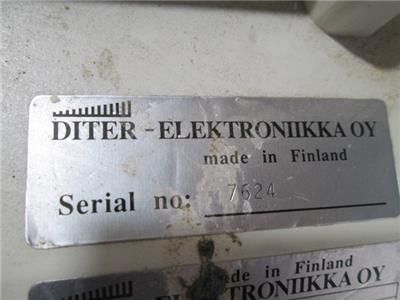 DITER-ELEKTRONIIKKA OY
made in Finland
Serial no: 7624
made in Finland
ELEKTRONIIKKA OY